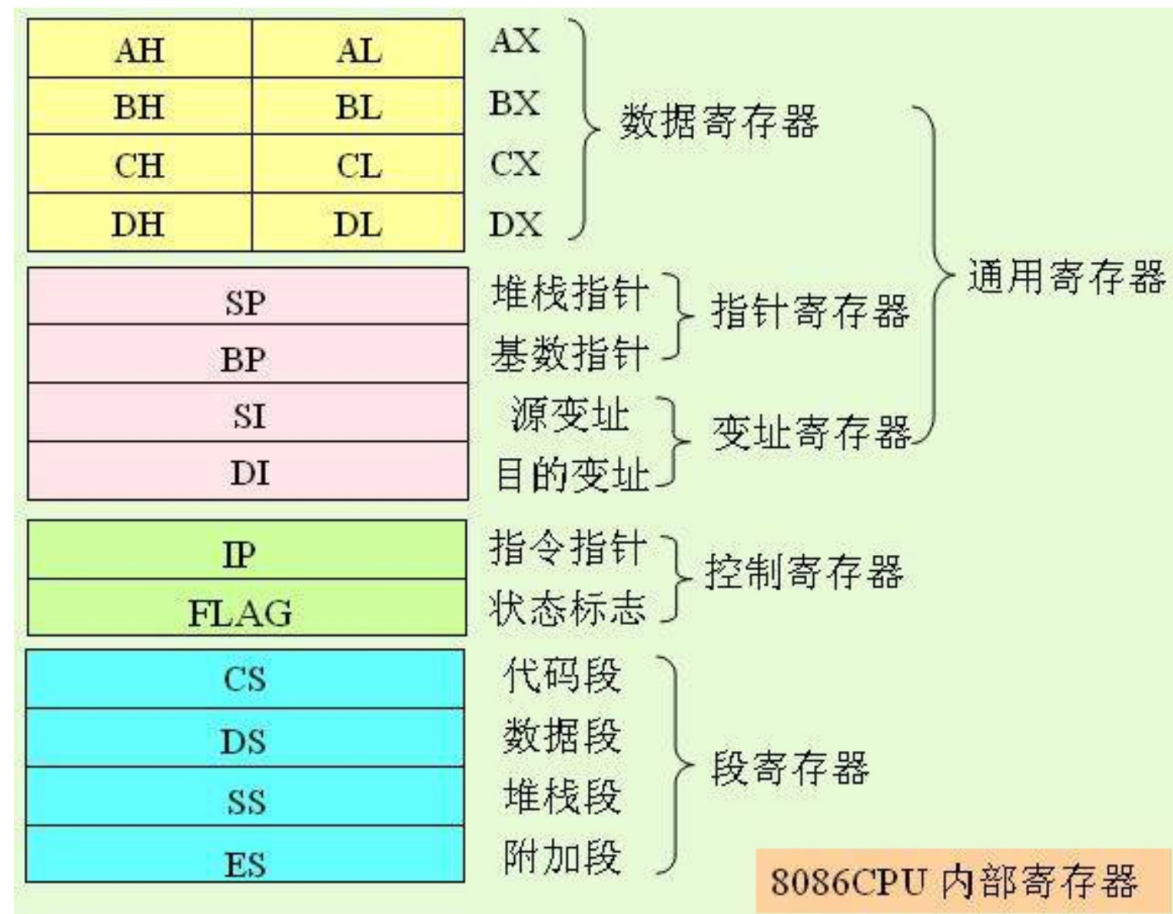 AH AL AX
BH BL BX 数据寄存器
CH CL CX
DH DL DX
通用寄存器
SP 堆栈指针 指针寄存器
BP 基数指针
SI 源变址 变址寄存器
DI 目的变址
IP 指令指针 控制寄存器
FLAG 状态标志
CS 代码段
DS 数据段 段寄存器
SS 堆栈段
ES 附加段
8086CPU 内部寄存器